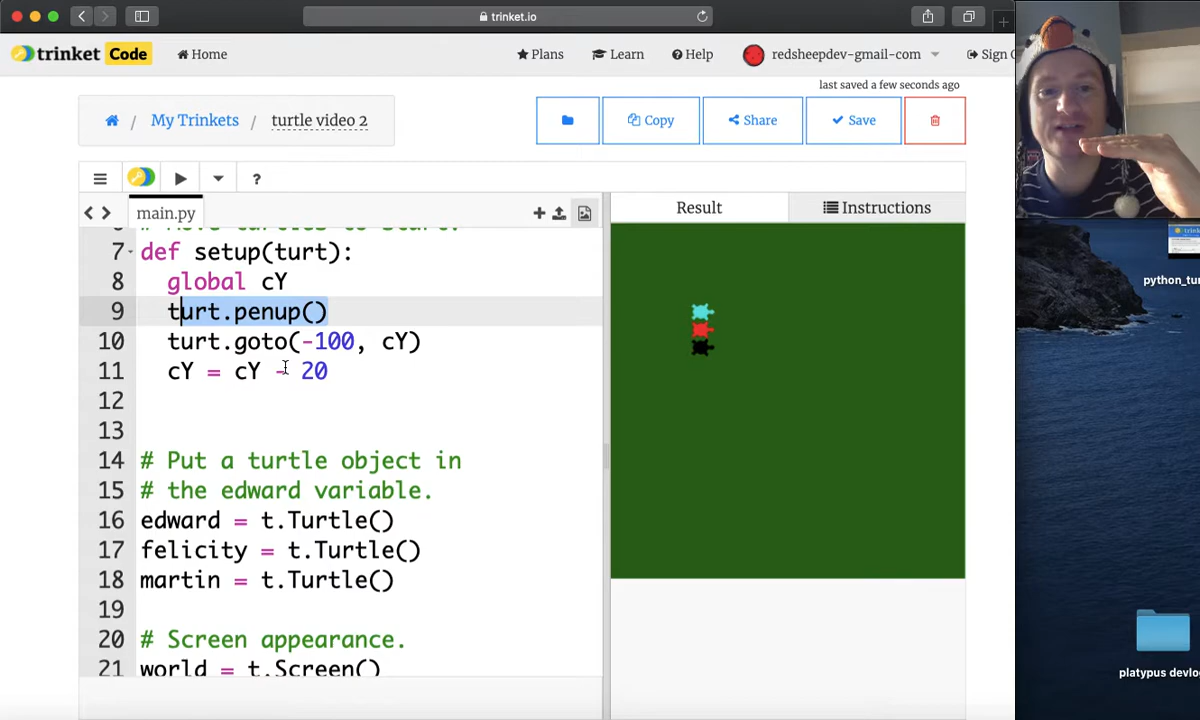 trinket.io
trinket Code Home Plans Learn ? Help redsheepdev-gmail-com Sign
last saved a few seconds ago
/ My Trinkets / turtle video 2
Copy Share Save
?
main.py
Result Instructions
7 def setup(turt):
8 global cY
9 turt.penup()
10 turt.goto(-100, cY)
11 cY = cY - 20
12
13
14 # Put a turtle object in
15 # the edward variable.
16 edward = t.Turtle()
17 felicity = t.Turtle()
18 martin = t.Turtle()
19
20 # Screen appearance.
21 world = t.Screen()
python_tur
platypus devlo